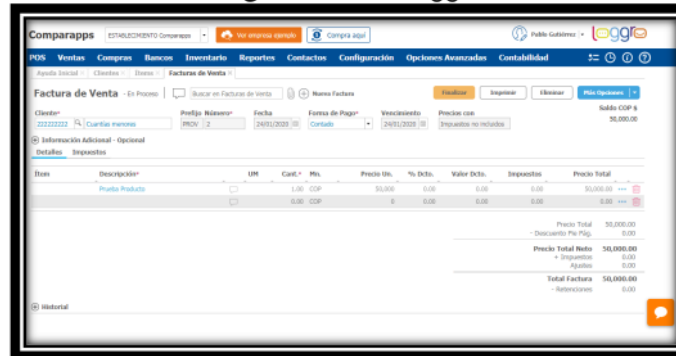 Comparapps ESTABLECIMIENTO Comparapps Ver empresa ejemplo Compra aquí Pablo Gutiérrez loggro
POS Ventas Compras Bancos Inventario Reportes Contactos Configuración Opciones Avanzadas Contabilidad
Ayuda Inicial Clientes Ítems Facturas de Venta
Factura de Venta - En Proceso Buscar en Facturas de Venta Nueva Factura Finalizar Imprimir Eliminar Más Opciones
Cliente* Prefijo Número* Fecha Forma de Pago* Vencimiento Precios con Saldo COP $
222222222 Cuantías menores PROV 2 24/01/2020 Contado 24/01/2020 Impuestos no incluidos 50,000.00
Información Adicional - Opcional
Detalles Impuestos
Ítem Descripción* UM Cant.* Mn. Precio Un. % Dcto. Valor Dcto. Impuestos Precio Total
Prueba Producto 1.00 COP 50,000 0.00 0.00 0.00 50,000.00
0.00 COP 0 0.00 0.00 0.00 0.00
Precio Total 50,000.00
- Descuento Pie Pág. 0.00
Precio Total Neto 50,000.00
+ Impuestos 0.00
Ajustes 0.00
Total Factura 50,000.00
- Retenciones 0.00
Historial